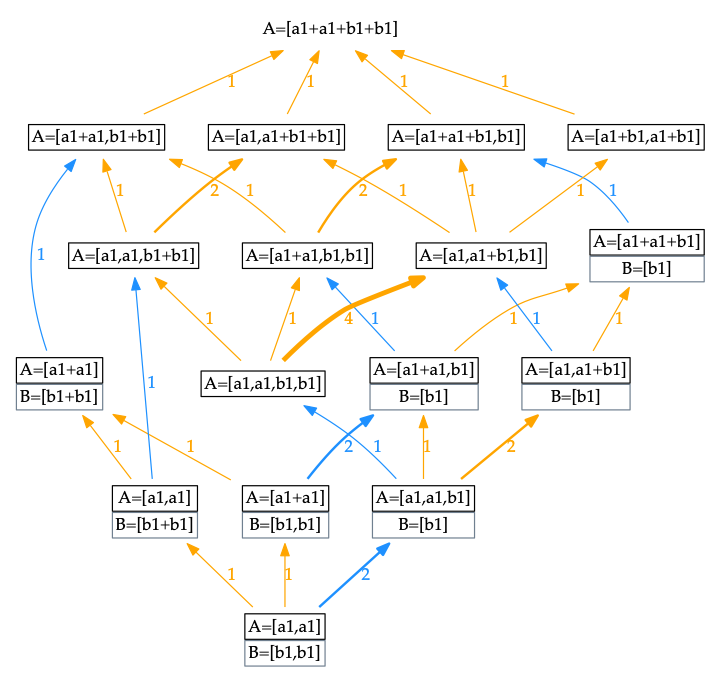 A=[a1+a1+b1+b1]
1
1
1
1
A=[a1+a1,b1+b1]
A=[a1,a1+b1+b1]
A=[a1+a1+b1,b1]
A=[a1+b1,a1+b1]
1
1
2
1
2
1
1
1
1
A=[a1,a1,b1+b1]
A=[a1+a1,b1,b1]
A=[a1,a1+b1,b1]
A=[a1+a1+b1]
B=[b1]
1
1
4
1
1
1
1
A=[a1+a1]
B=[b1+b1]
1
A=[a1,a1,b1,b1]
A=[a1+a1,b1]
B=[b1]
A=[a1,a1+b1]
B=[b1]
1
1
2
1
1
2
A=[a1,a1]
B=[b1+b1]
A=[a1+a1]
B=[b1,b1]
A=[a1,a1,b1]
B=[b1]
1
1
2
A=[a1,a1]
B=[b1,b1]